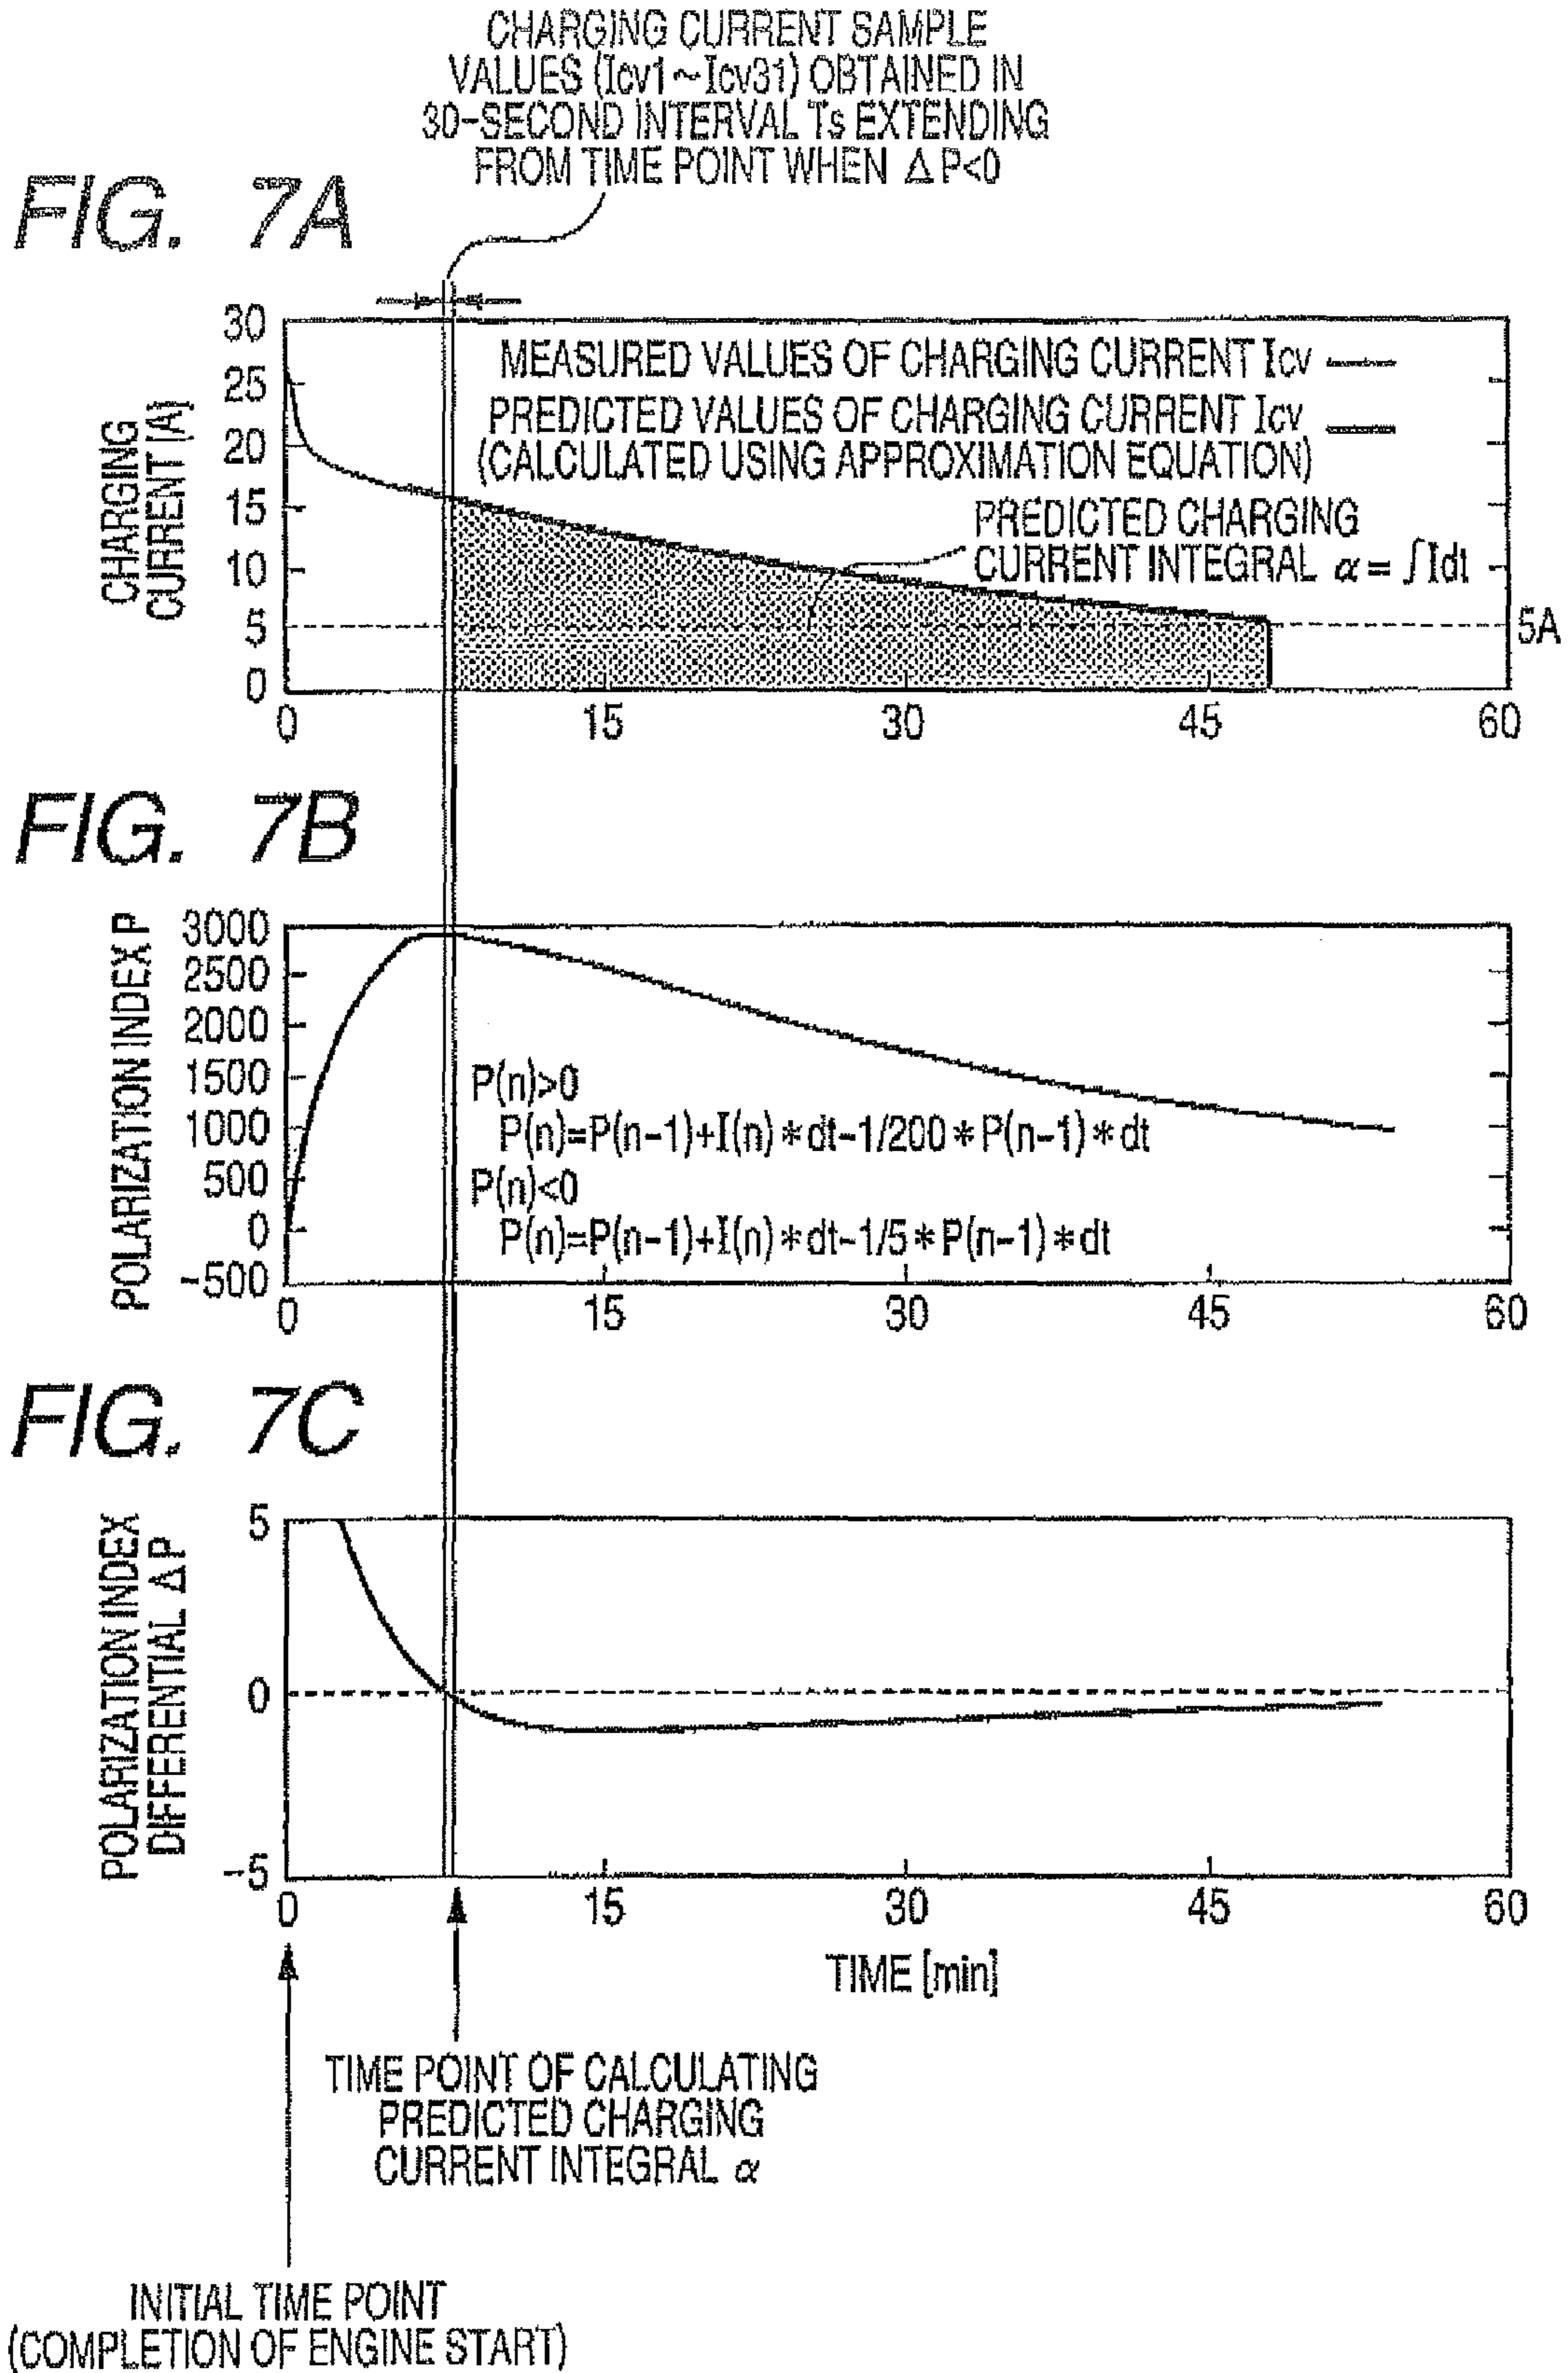 CHARGING CURRENT SAMPLE
VALUES (Icv1~Icv31) OBTAINED IN
30-SECOND INTERVAL Ts EXTENDING
FROM TIME POINT WHEN ΔP<0
FIG. 7A
CHARGING
CURRENT [A]
30
25
20
15
10
5
0
MEASURED VALUES OF CHARGING CURRENT Icv
PREDICTED VALUES OF CHARGING CURRENT Icv
(CALCULATED USING APPROXIMATION EQUATION)
PREDICTED CHARGING
CURRENT INTEGRAL α = ∫Idt
5A
0 15 30 45 60
FIG. 7B
POLARIZATION INDEX P
3000
2500
2000
1500
1000
500
0
-500
P(n)>0
P(n)=P(n-1)+I(n)*dt-1/200*P(n-1)*dt
P(n)<0
P(n)=P(n-1)+I(n)*dt-1/5*P(n-1)*dt
0 15 30 45 60
FIG. 7C
POLARIZATION INDEX
DIFFERENTIAL ΔP
5
0
-5
0 15 30 45 60
TIME [min]
TIME POINT OF CALCULATING
PREDICTED CHARGING
CURRENT INTEGRAL α
INITIAL TIME POINT
(COMPLETION OF ENGINE START)